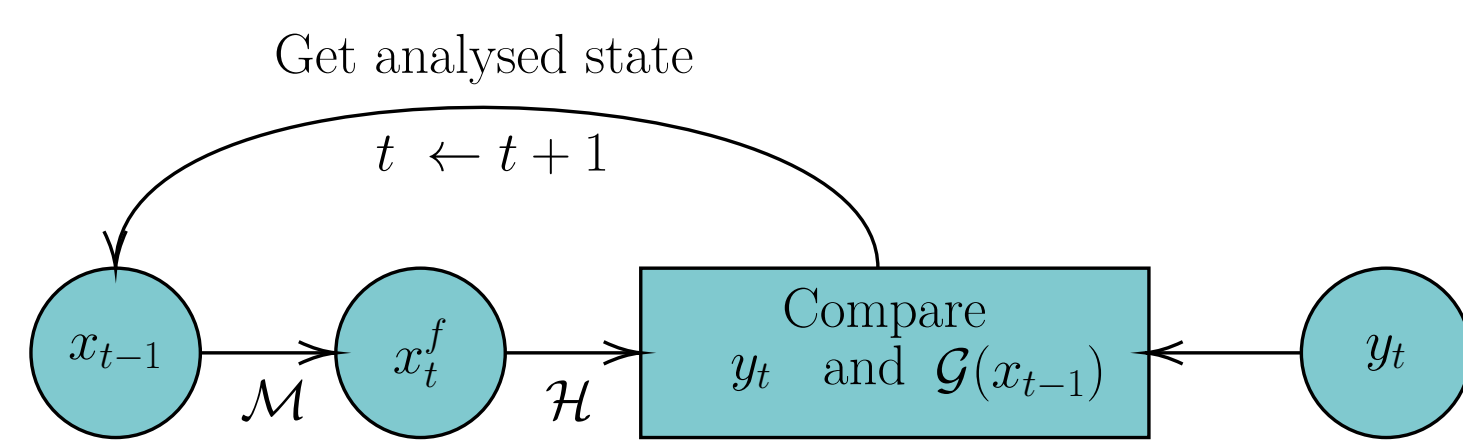 Get analysed state
t ← t + 1
x_{t−1}
ℳ
x_t^f
ℋ
Compare
y_t and 𝒢(x_{t−1})
y_t